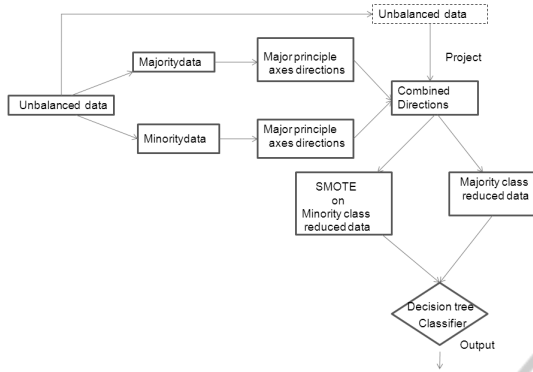 Unbalanced data
Project
Majoritydata
Major principle
axes directions
Unbalanced data
Combined
Directions
Minoritydata
Major principle
axes directions
SMOTE
on
Minority class
reduced data
Majority class
reduced data
Decision tree
Classifier
Output